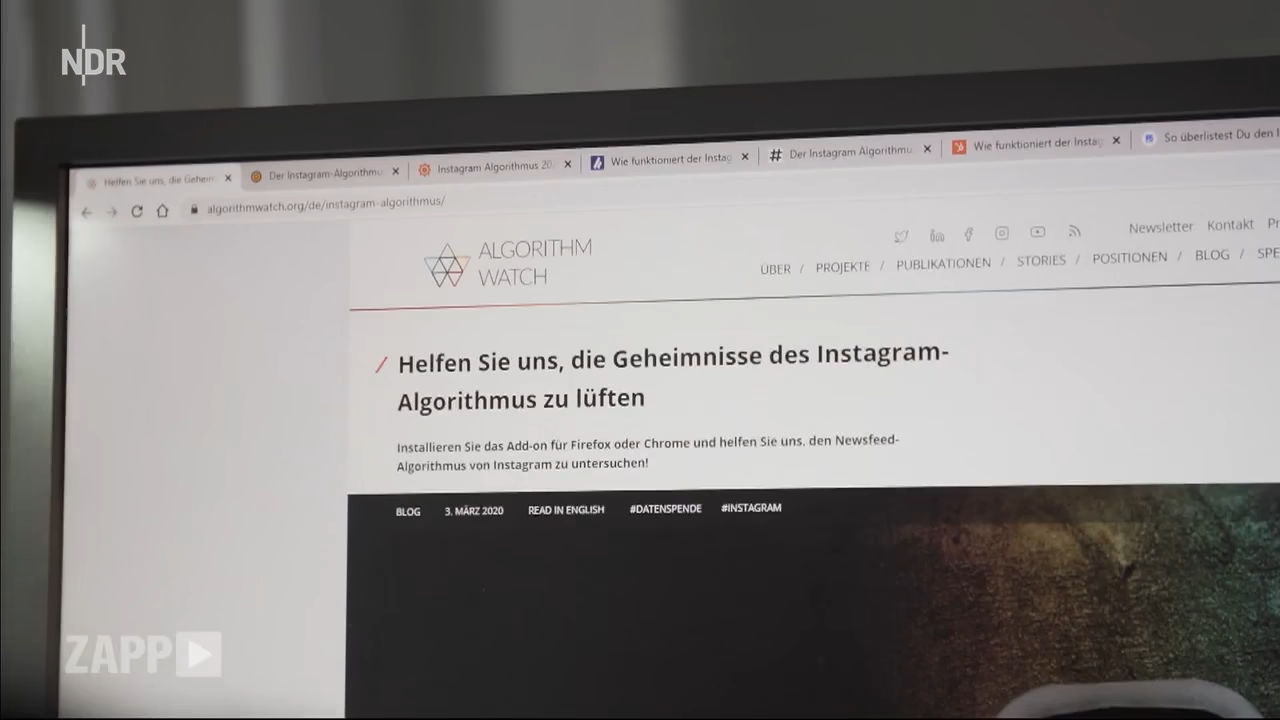 NDR
Helfen Sie uns, die Geheim
Der Instagram-Algorithmu
Instagram Algorithmus 20
Wie funktioniert der Instag
Der Instagram Algorithmu
Wie funktioniert der Instag
So überlistest Du den I
algorithmwatch.org/de/instagram-algorithmus/
Newsletter Kontakt Pr
ALGORITHM
WATCH
ÜBER / PROJEKTE / PUBLIKATIONEN / STORIES / POSITIONEN / BLOG / SPE
/ Helfen Sie uns, die Geheimnisse des Instagram-
Algorithmus zu lüften
Installieren Sie das Add-on für Firefox oder Chrome und helfen Sie uns, den Newsfeed-
Algorithmus von Instagram zu untersuchen!
BLOG 3. MÄRZ 2020 READ IN ENGLISH #DATENSPENDE #INSTAGRAM
ZAPP